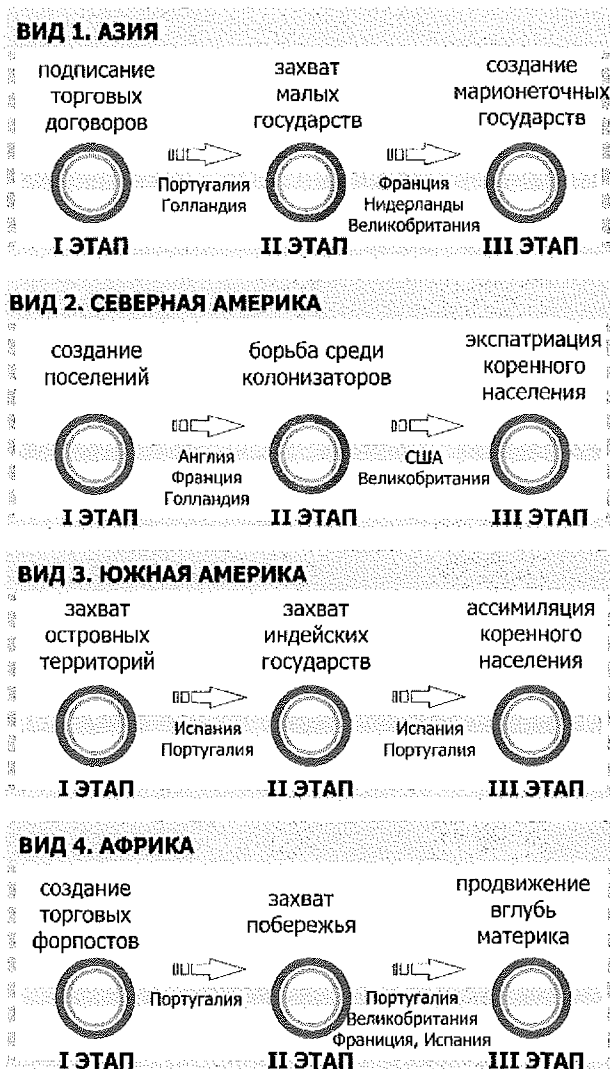 ВИД 1. АЗИЯ
подписание
торговых
договоров
захват
малых
государств
создание
марионеточных
государств
Португалия
Голландия
Франция
Нидерланды
Великобритания
I ЭТАП
II ЭТАП
III ЭТАП
ВИД 2. СЕВЕРНАЯ АМЕРИКА
создание
поселений
борьба среди
колонизаторов
экспатриация
коренного
населения
Англия
Франция
Голландия
США
Великобритания
I ЭТАП
II ЭТАП
III ЭТАП
ВИД 3. ЮЖНАЯ АМЕРИКА
захват
островных
территорий
захват
индейских
государств
ассимиляция
коренного
населения
Испания
Португалия
Испания
Португалия
I ЭТАП
II ЭТАП
III ЭТАП
ВИД 4. АФРИКА
создание
торговых
форпостов
захват
побережья
продвижение
вглубь
материка
Португалия
Португалия
Великобритания
Франиция, Испания
I ЭТАП
II ЭТАП
III ЭТАП